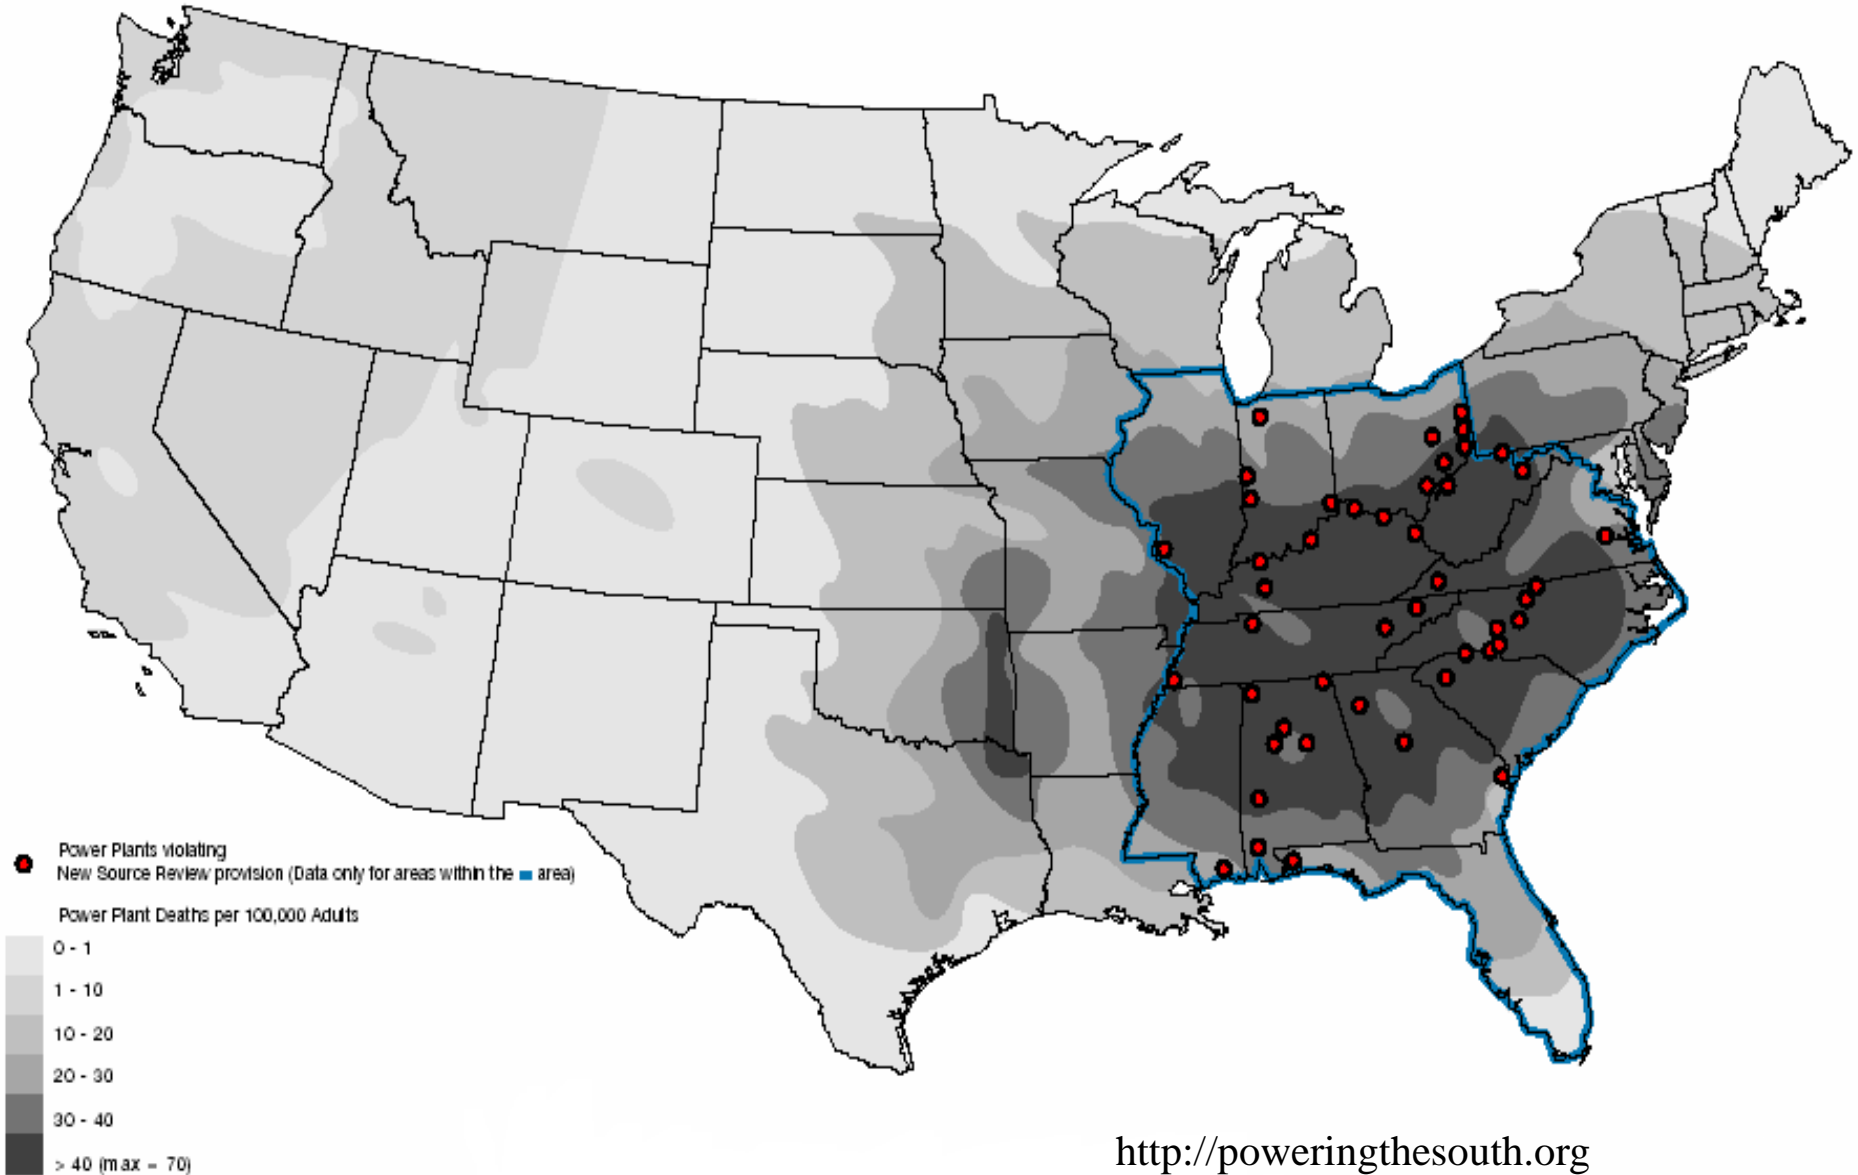 Power Plants violating
New Source Review provision (Data only for areas within the area)
Power Plant Deaths per 100,000 Adults
0 - 1
1 - 10
10 - 20
20 - 30
30 - 40
> 40 (max = 70)
http://poweringthesouth.org